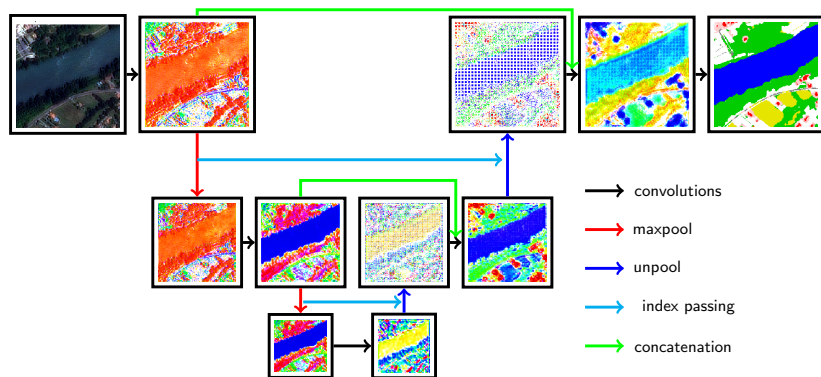 convolutions
maxpool
unpool
index passing
concatenation